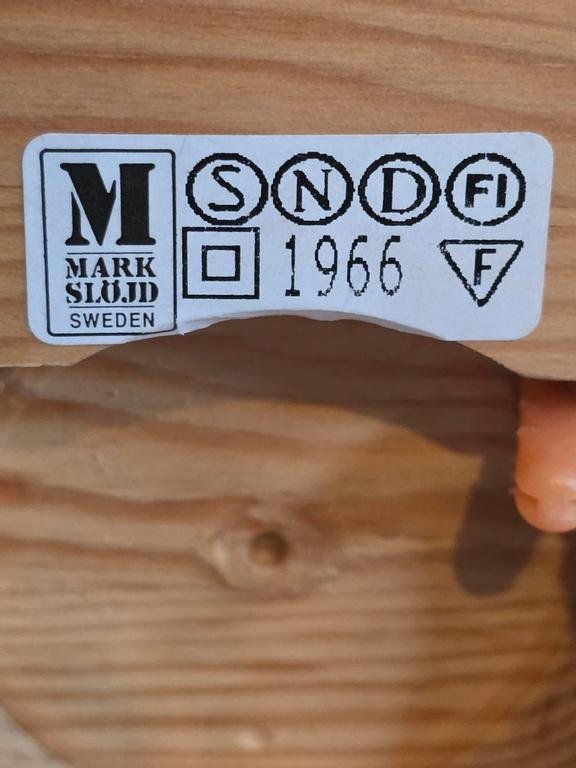 M
MARK
SLÖJD
SWEDEN
S N D FI
1966 F